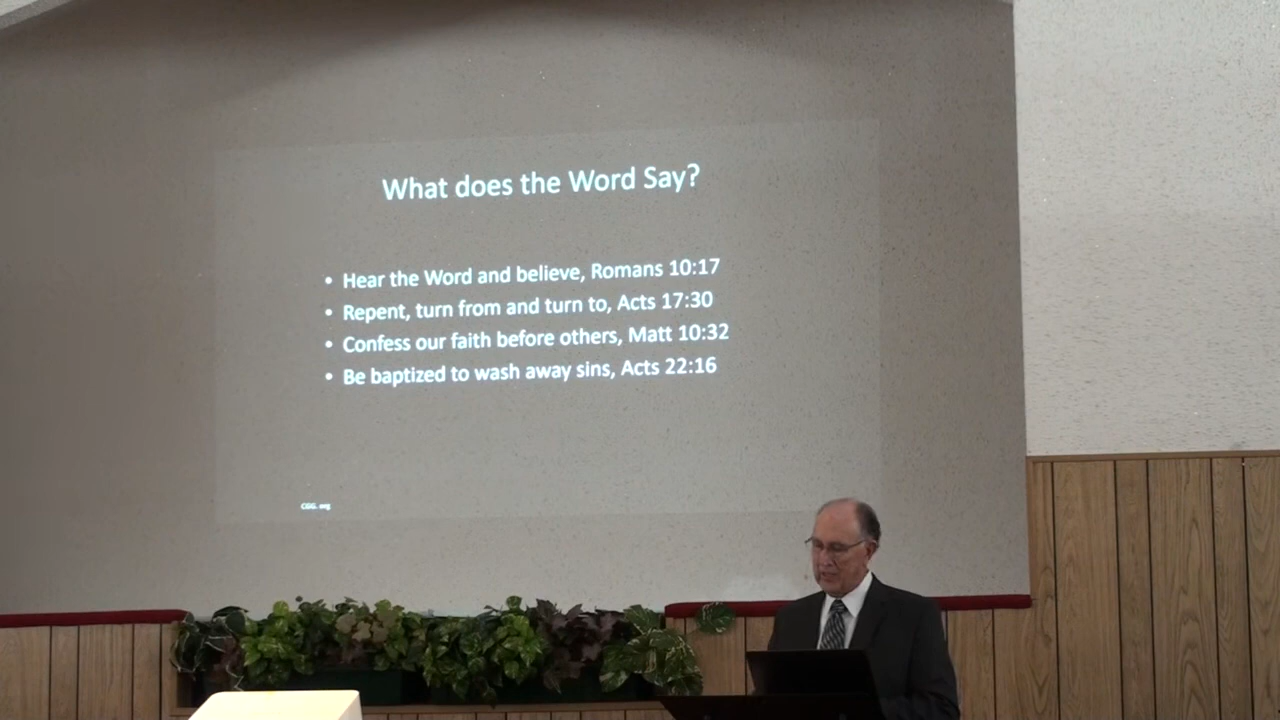 What does the Word Say?
• Hear the Word and believe, Romans 10:17
• Repent, turn from and turn to, Acts 17:30
• Confess our faith before others, Matt 10:32
• Be baptized to wash away sins, Acts 22:16
CGG. org